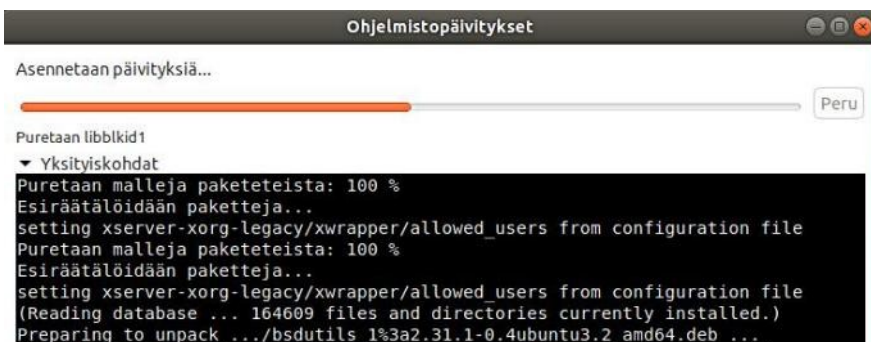 Ohjelmistopäivitykset
Asennetaan päivityksiä...
Peru
Puretaan libblkid1
Yksityiskohdat
Puretaan malleja paketeteista: 100 %
Esiräätälöidään paketteja...
setting xserver-xorg-legacy/xwrapper/allowed_users from configuration file
Puretaan malleja paketeteista: 100 %
Esiräätälöidään paketteja...
setting xserver-xorg-legacy/xwrapper/allowed_users from configuration file
(Reading database ... 164609 files and directories currently installed.)
Preparing to unpack .../bsdutils_1%3a2.31.1-0.4ubuntu3.2_amd64.deb ...